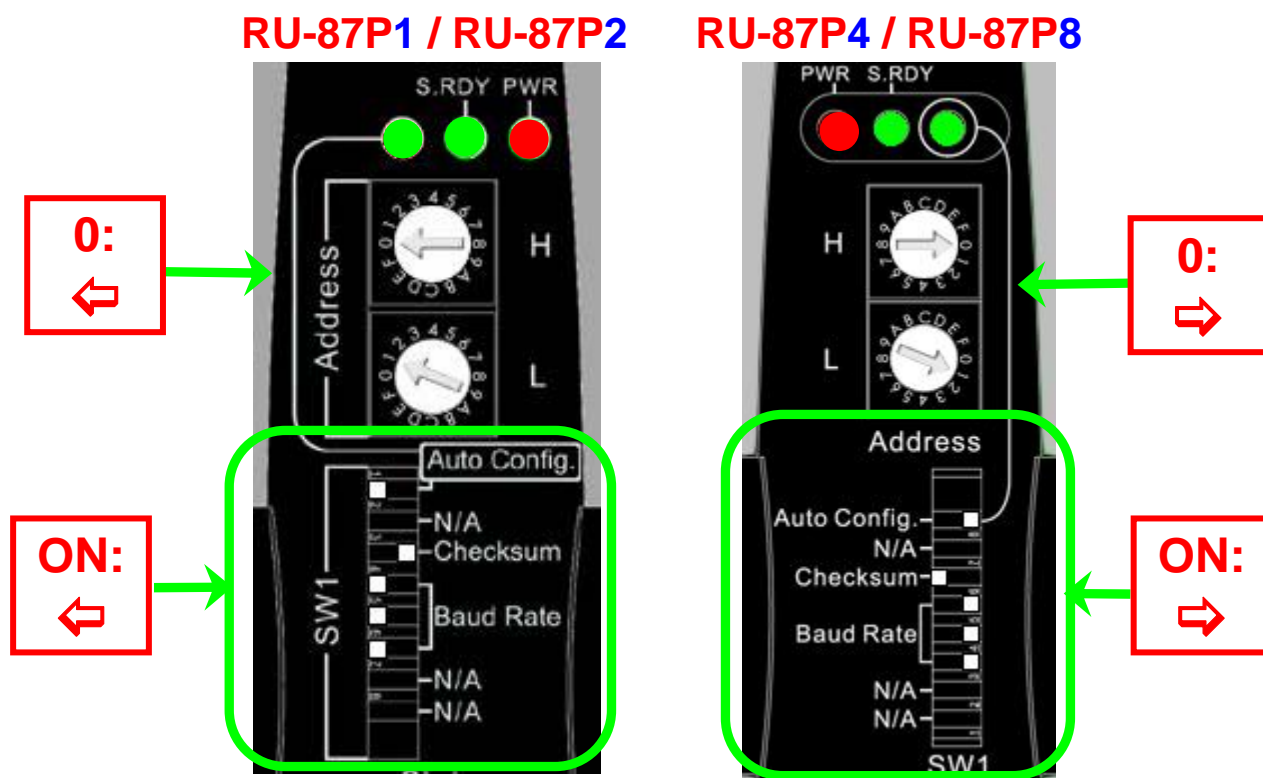 RU-87P1 / RU-87P2
RU-87P4 / RU-87P8
S.RDY PWR
PWR S.RDY
0:
H
L
Address
0:
H
L
Address
ON:
SW1
Auto Config.
N/A
Checksum
Baud Rate
N/A
N/A
ON:
Auto Config.
N/A
Checksum
Baud Rate
N/A
N/A
SW1